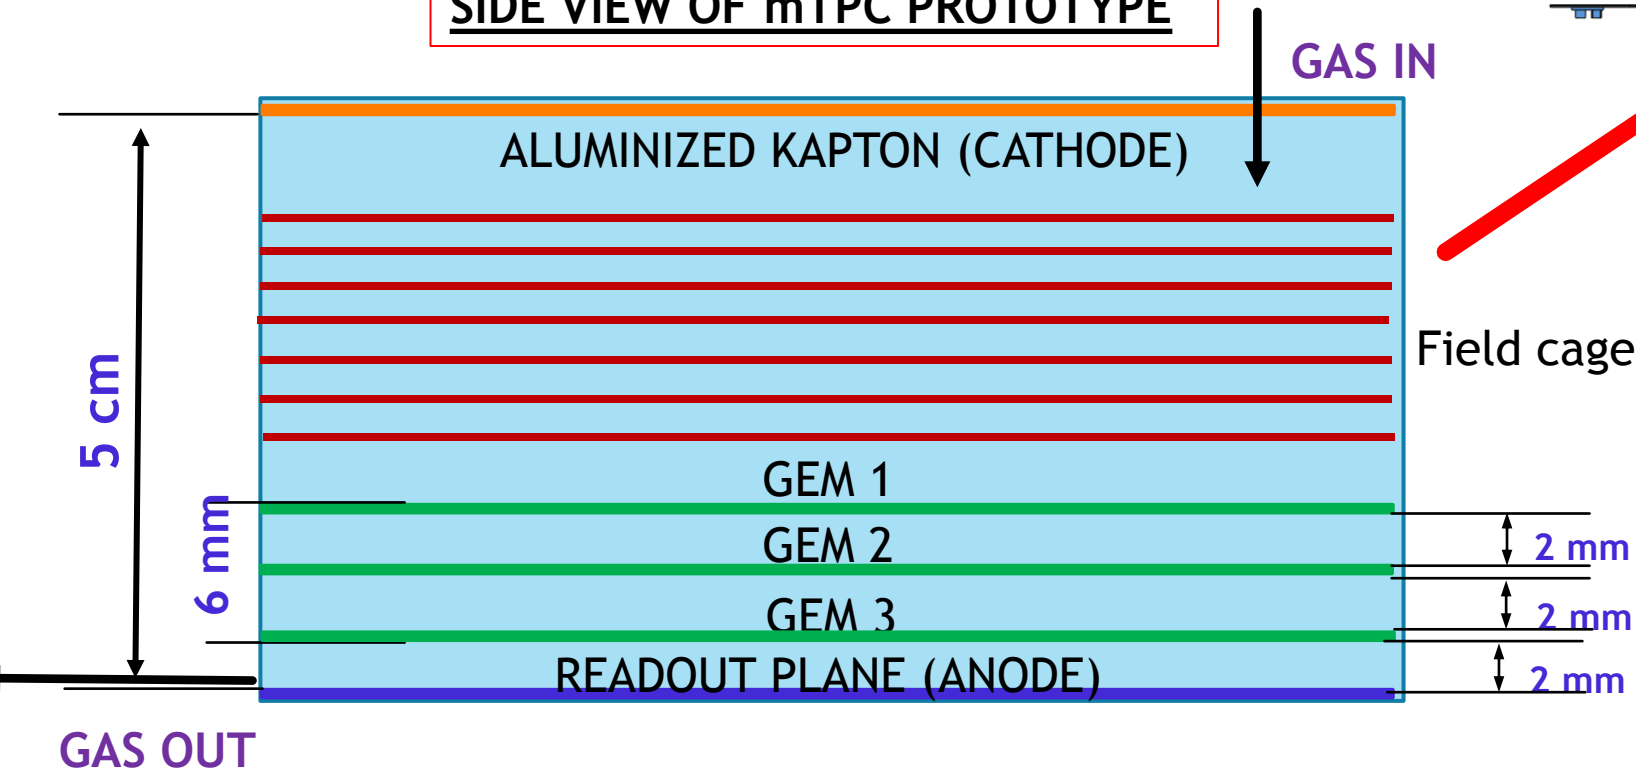 SIDE VIEW OF mTPC PROTOTYPE
GAS IN
ALUMINIZED KAPTON (CATHODE)
Field cage
5 cm
GEM 1
6 mm
GEM 2
2 mm
GEM 3
2 mm
READOUT PLANE (ANODE)
2 mm
GAS OUT